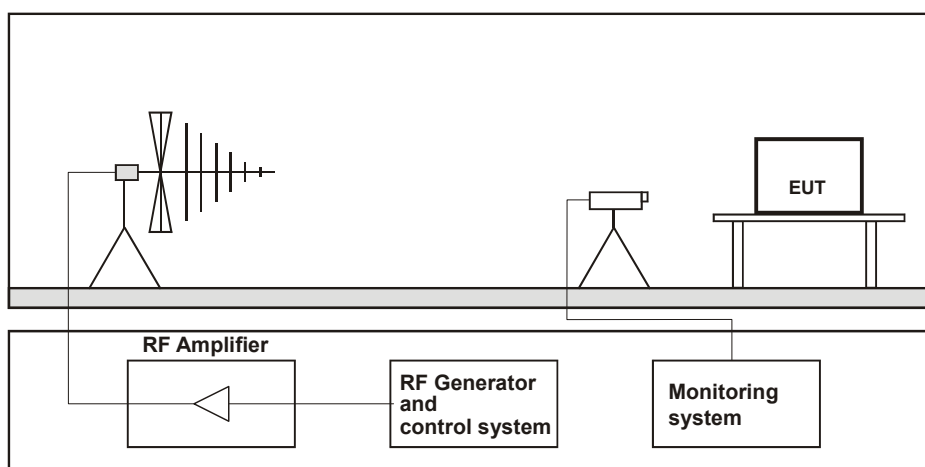 EUT
RF Amplifier
RF Generator
and
control system
Monitoring
system